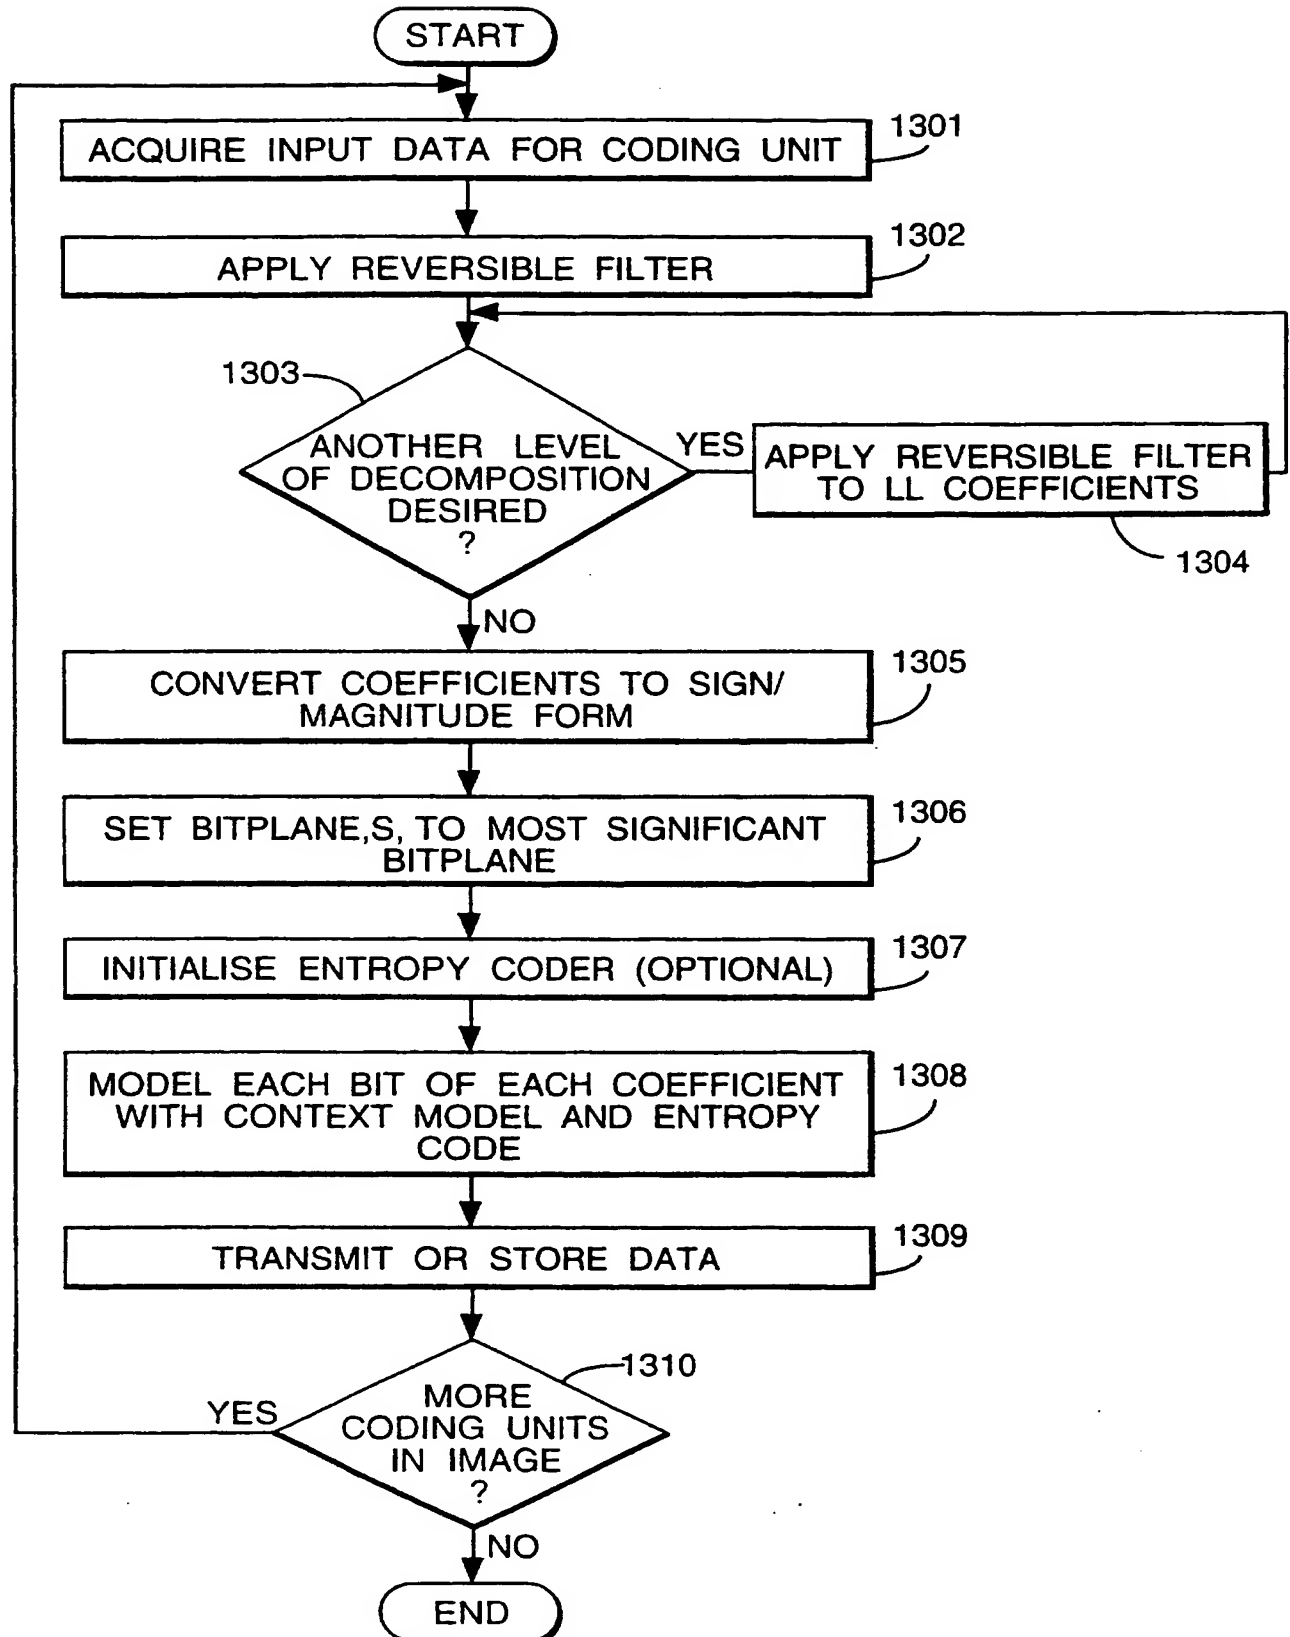 START
ACQUIRE INPUT DATA FOR CODING UNIT
1301
APPLY REVERSIBLE FILTER
1302
1303
ANOTHER LEVEL
OF DECOMPOSITION
DESIRED
?
YES
APPLY REVERSIBLE FILTER
TO LL COEFFICIENTS
1304
NO
CONVERT COEFFICIENTS TO SIGN/
MAGNITUDE FORM
1305
SET BITPLANE,S, TO MOST SIGNIFICANT
BITPLANE
1306
INITIALISE ENTROPY CODER (OPTIONAL)
1307
MODEL EACH BIT OF EACH COEFFICIENT
WITH CONTEXT MODEL AND ENTROPY
CODE
1308
TRANSMIT OR STORE DATA
1309
1310
MORE
CODING UNITS
IN IMAGE
?
YES
NO
END